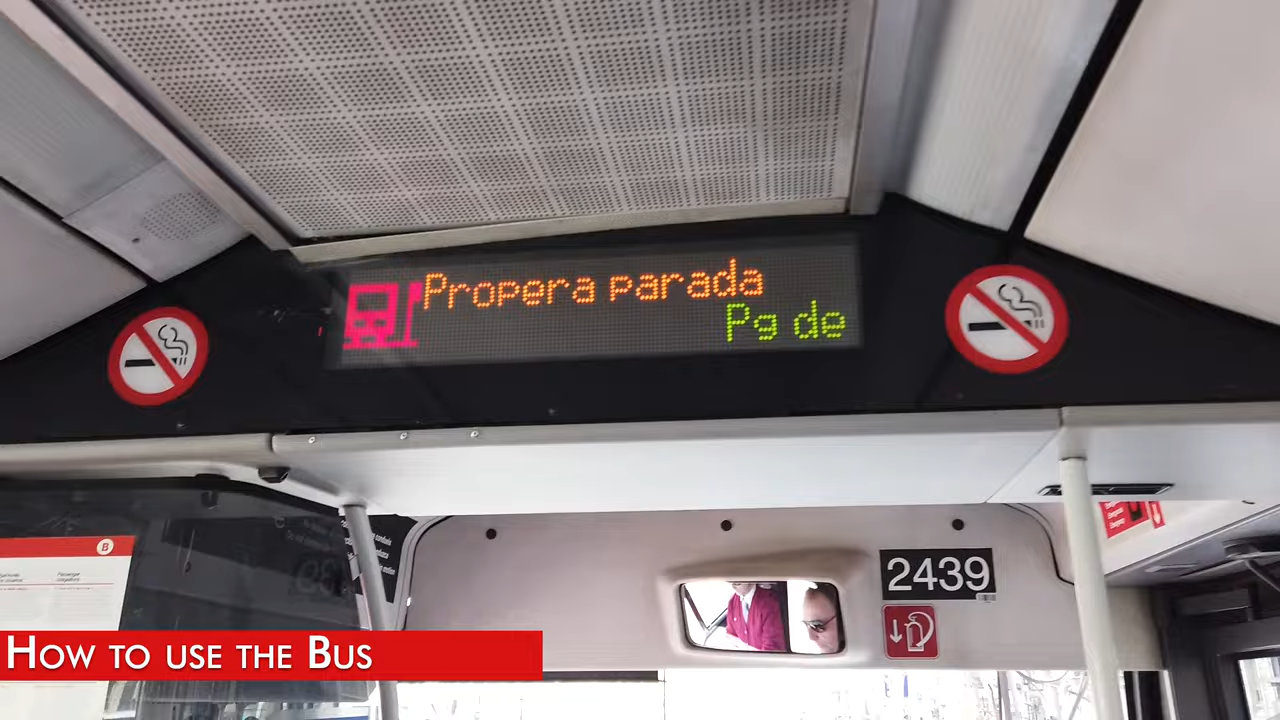 Propera parada
Pg de
B
2439
How to use the Bus